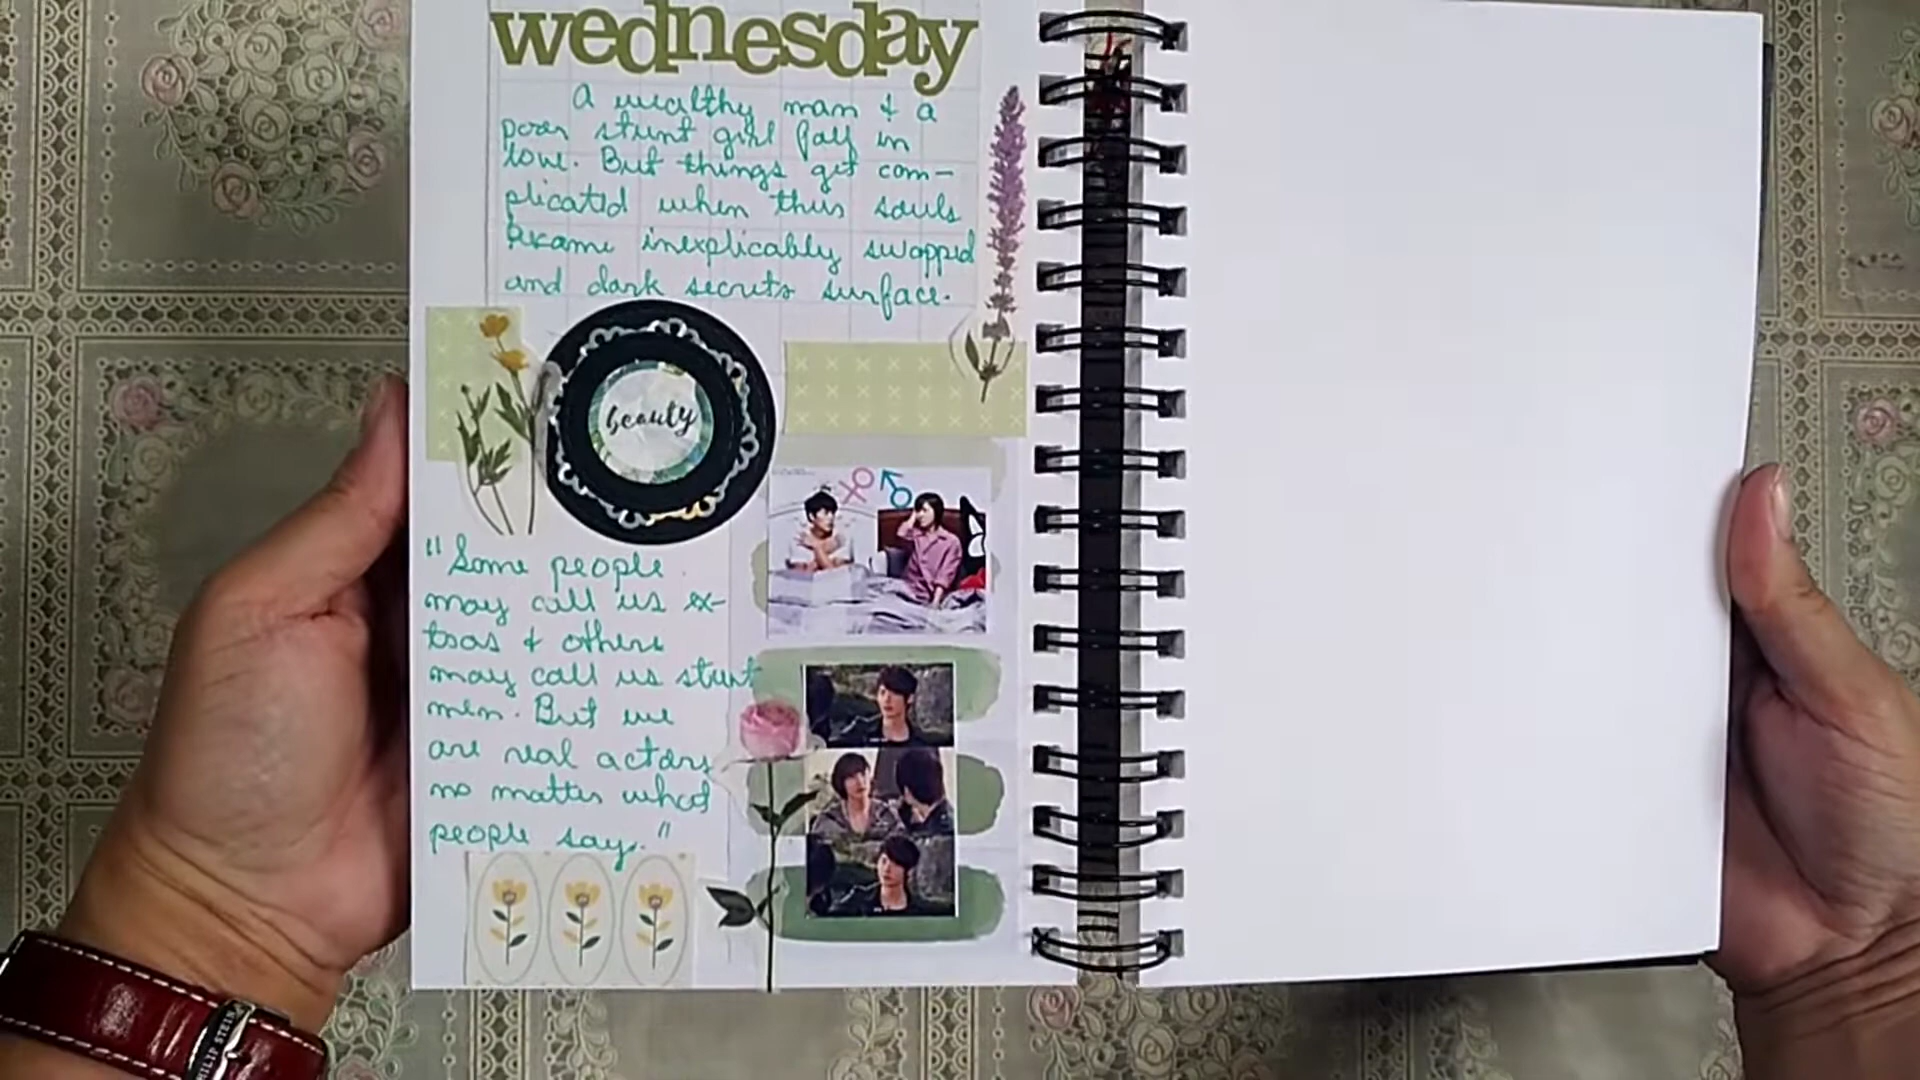 wednesday
A wealthy man & a
poor stunt girl fall in
love. But things get com-
plicated when their souls
became inexplicably swapped
and dark secrets surface.
beauty
"Some people
may call us ex-
tras & others
may call us stunt
men. But we
are real actors
no matter what
people say."
PHILIP STEIN